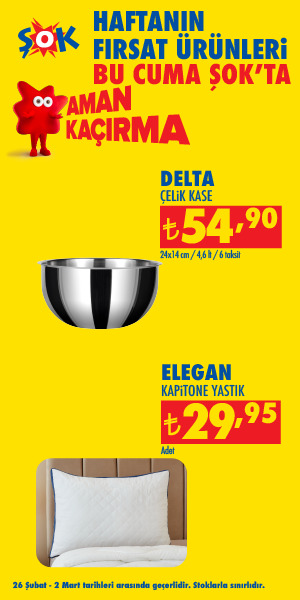 ŞOK
HAFTANIN
FIRSAT ÜRÜNLERİ
BU CUMA ŞOK'TA
AMAN
KAÇIRMA
DELTA
ÇELİK KASE
₺54,90
24x14 cm / 4,6 lt / 6 taksit
ELEGAN
KAPİTONE YASTIK
₺29,95
Adet
26 Şubat - 2 Mart tarihleri arasında geçerlidir. Stoklarla sınırlıdır.